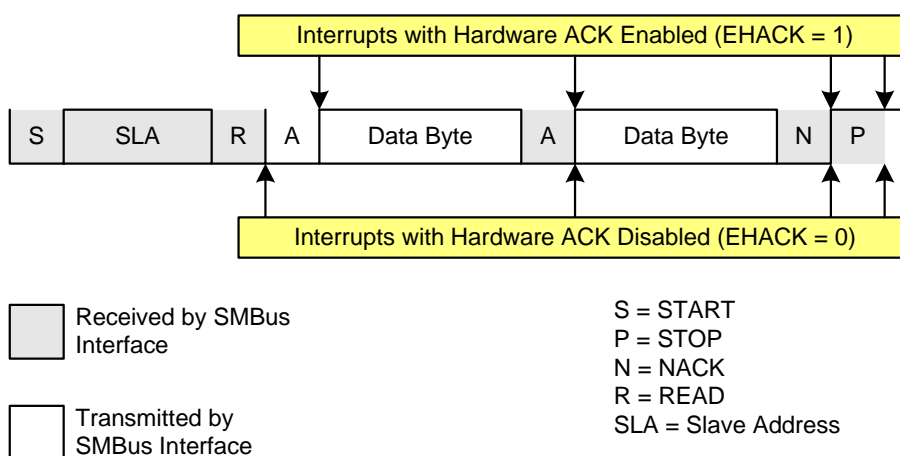 Interrupts with Hardware ACK Enabled (EHACK = 1)
S SLA R A Data Byte A Data Byte N P
Interrupts with Hardware ACK Disabled (EHACK = 0)
Received by SMBus
Interface
Transmitted by
SMBus Interface
S = START
P = STOP
N = NACK
R = READ
SLA = Slave Address